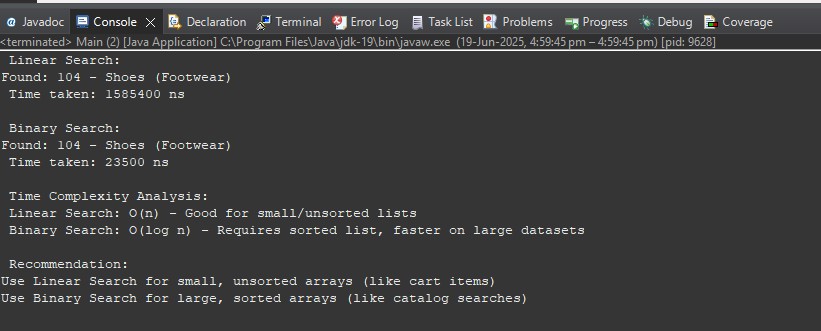 Javadoc Console Declaration Terminal Error Log Task List Problems Progress Debug Coverage
<terminated> Main (2) [Java Application] C:\Program Files\Java\jdk-19\bin\javaw.exe (19-Jun-2025, 4:59:45 pm – 4:59:45 pm) [pid: 9628]
Linear Search:
Found: 104 - Shoes (Footwear)
Time taken: 1585400 ns
Binary Search:
Found: 104 - Shoes (Footwear)
Time taken: 23500 ns
Time Complexity Analysis:
Linear Search: O(n) - Good for small/unsorted lists
Binary Search: O(log n) - Requires sorted list, faster on large datasets
Recommendation:
Use Linear Search for small, unsorted arrays (like cart items)
Use Binary Search for large, sorted arrays (like catalog searches)